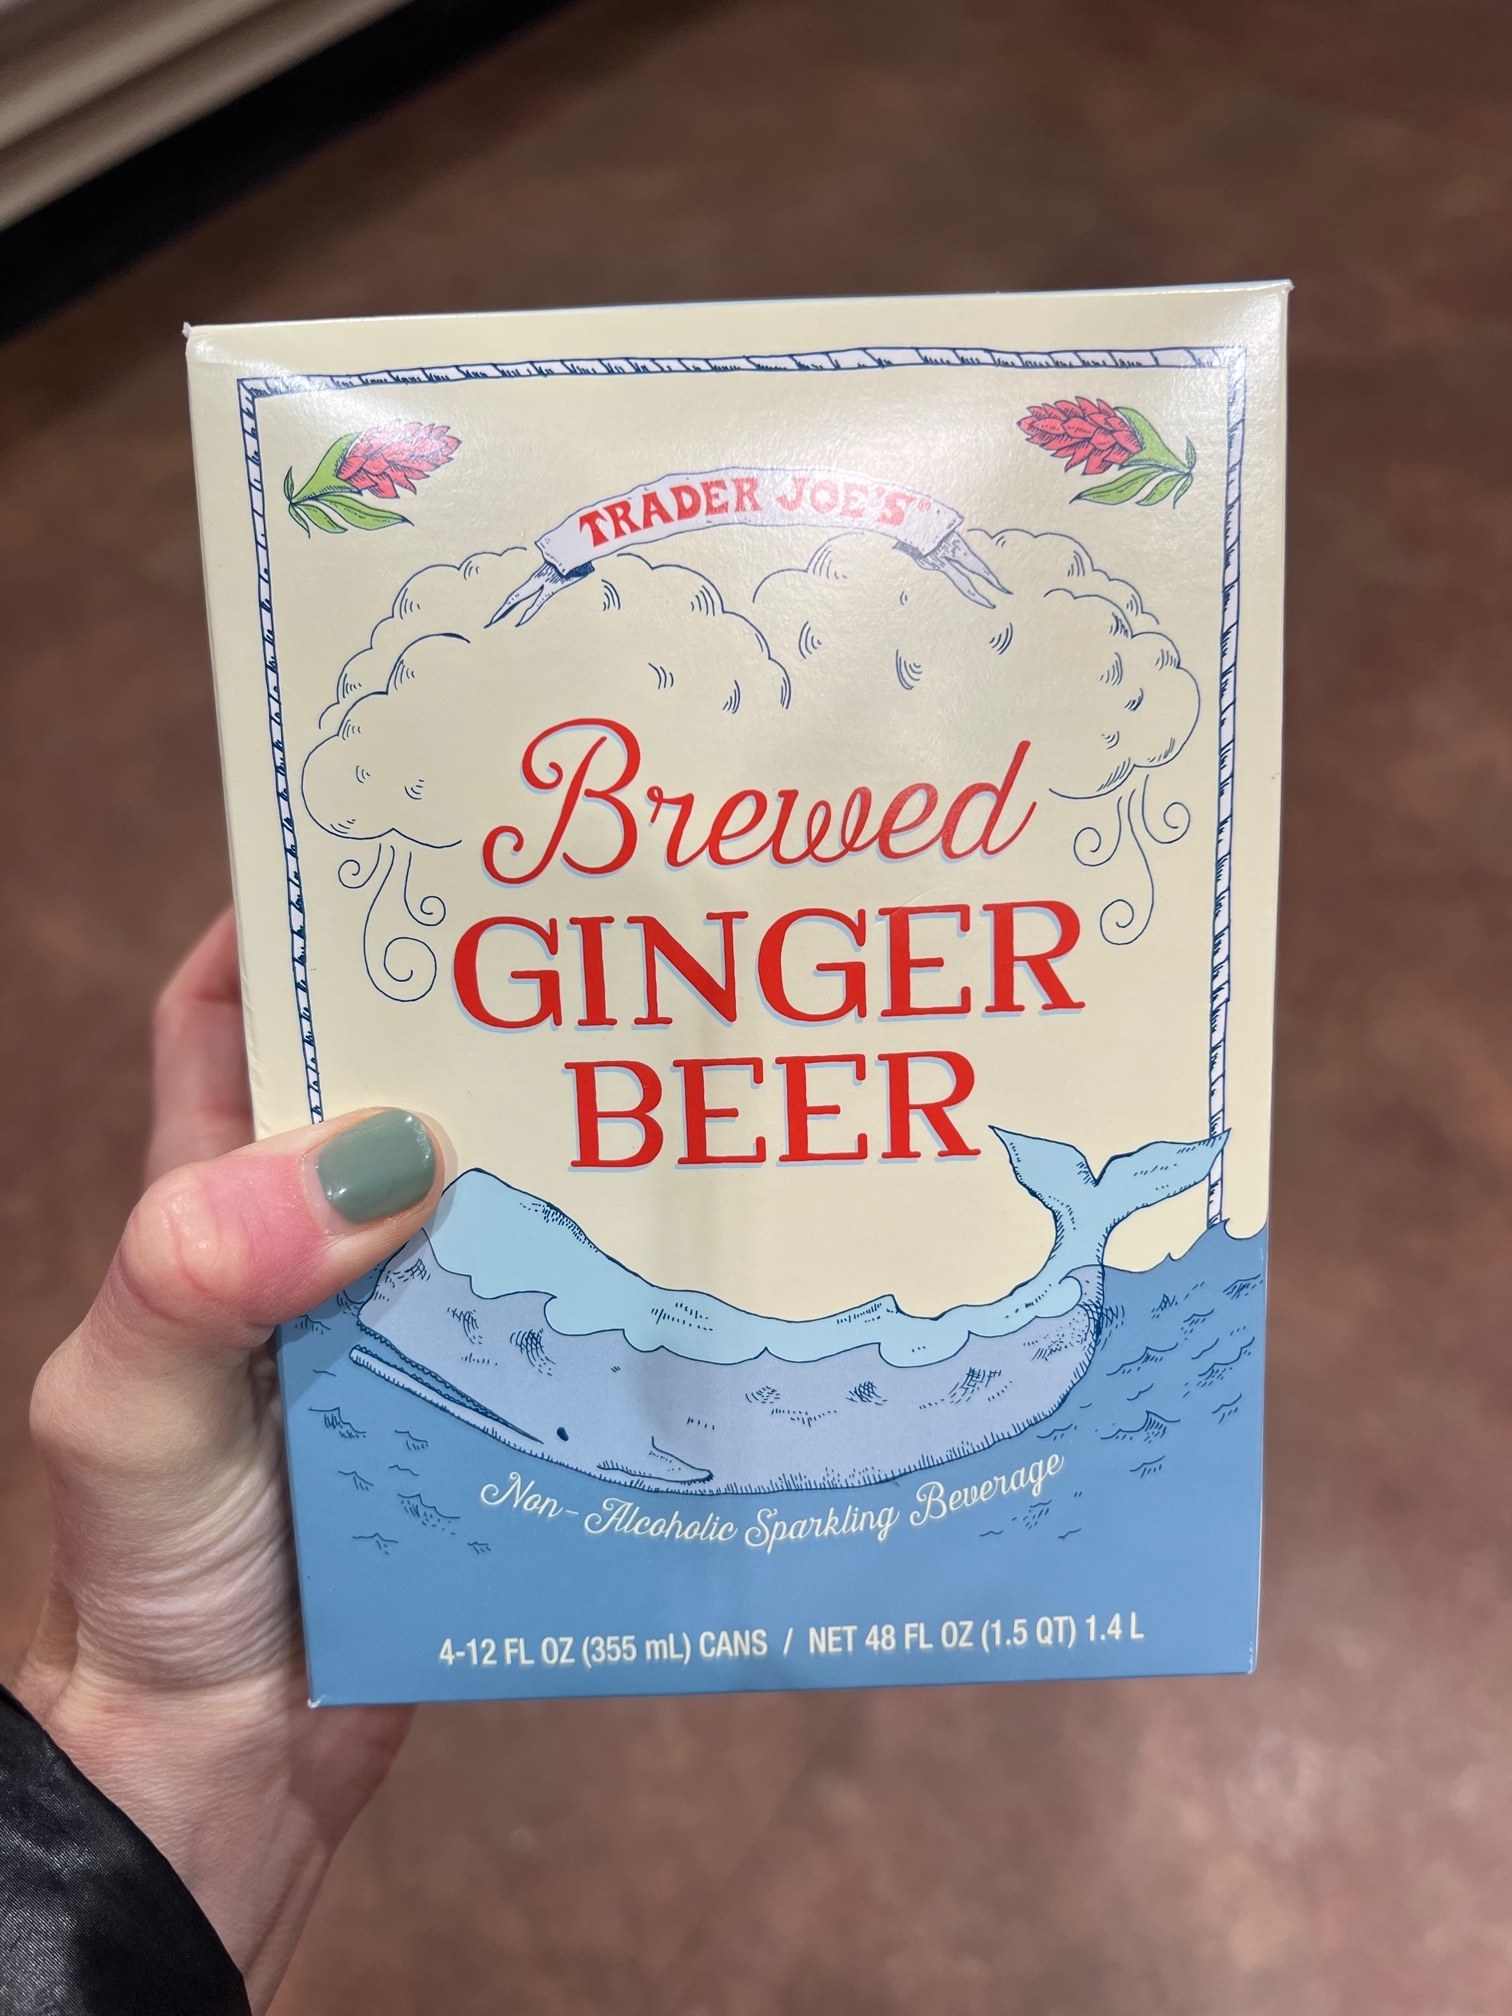 TRADER JOE'S®
Brewed
GINGER
BEER
Non-Alcoholic Sparkling Beverage
4-12 FL OZ (355 mL) CANS / NET 48 FL OZ (1.5 QT) 1.4 L